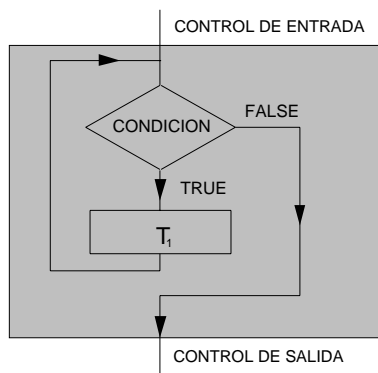 CONTROL DE ENTRADA
CONDICION
FALSE
TRUE
T₁
CONTROL DE SALIDA